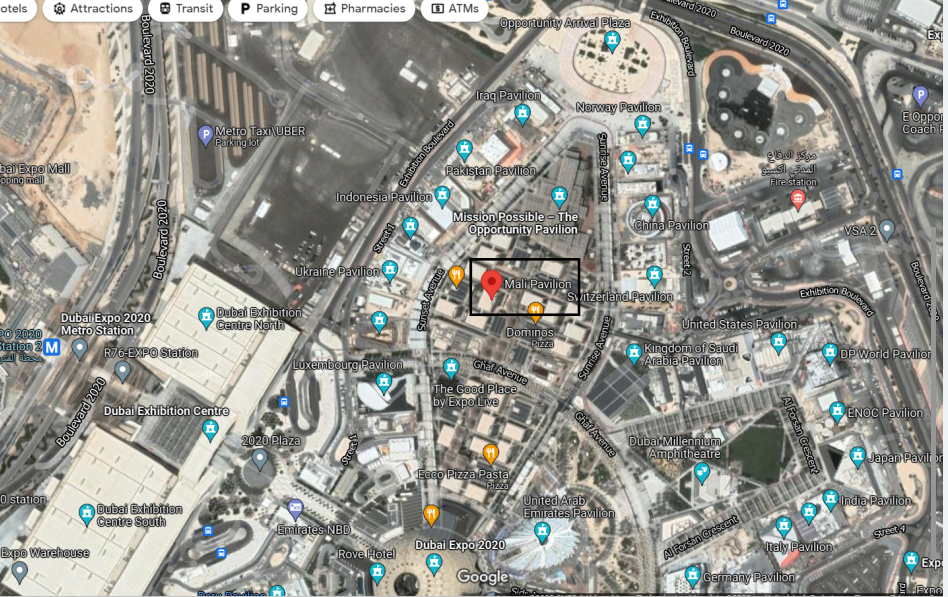 otels
Attractions
Transit
P Parking
Pharmacies
ATMs
Boulevard 2020
Opportunity Arrival Plaza
Exhibition Boulevard
Boulevard 2020
Boulevard 2020
Exp
Iraq Pavilion
Norway Pavilion
P
E Oppor
Coach P
P
Metro Taxi\UBER
Parking lot
Exhibition Boulevard
Sunrise Avenue
bai Expo Mall
pping mall
Pakistan Pavilion
مركز الدفاع
المدني اكسبو
Fire station
Indonesia Pavilion
Mission Possible – The
Opportunity Pavilion
China Pavilion
VSA 2
Street 1
Boulevard 2020
Street 2
Ukraine Pavilion
Sunset Avenue
Mali Pavilion
Switzerland Pavilion
Exhibition Boulevard
Boulevard 20
Dubai Exhibition
Centre North
Dubai Expo 2020
Metro Station
PO 2020
Station 2
M
Dominos
Pizza
Sunrise Avenue
United States Pavilion
R76-EXPO Station
Kingdom of Saudi
Arabia Pavilion
DP World Pavilion
Luxembourg Pavilion
Ghaf Avenue
The Good Place
by Expo Live
Boulevard 2020
Dubai Exhibition Centre
Al Forsan Crescent
ENOC Pavilion
Ghaf Avenue
2020 Plaza
Street 1
Dubai Millennium
Amphitheatre
Japan Pavilion
Ecco Pizza Pasta
Pizza
0 station
Dubai Exhibition
Centre South
United Arab
Emirates Pavilion
India Pavilion
Emirates NBD
Al Forsan Crescent
Street 4
Italy Pavilion
Expo Warehouse
Rove Hotel
Dubai Expo 2020
Expo
Google
Germany Pavilion